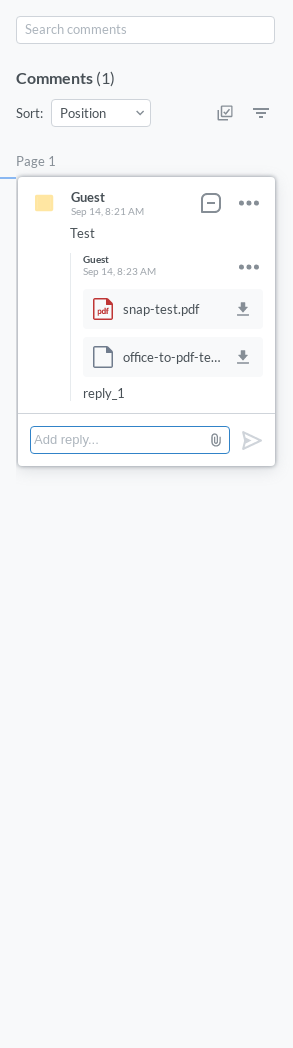 Search comments
Comments (1)
Sort: Position
Page 1
Guest
Sep 14, 8:21 AM
Test
Guest
Sep 14, 8:23 AM
pdf snap-test.pdf
office-to-pdf-te...
reply_1
Add reply...